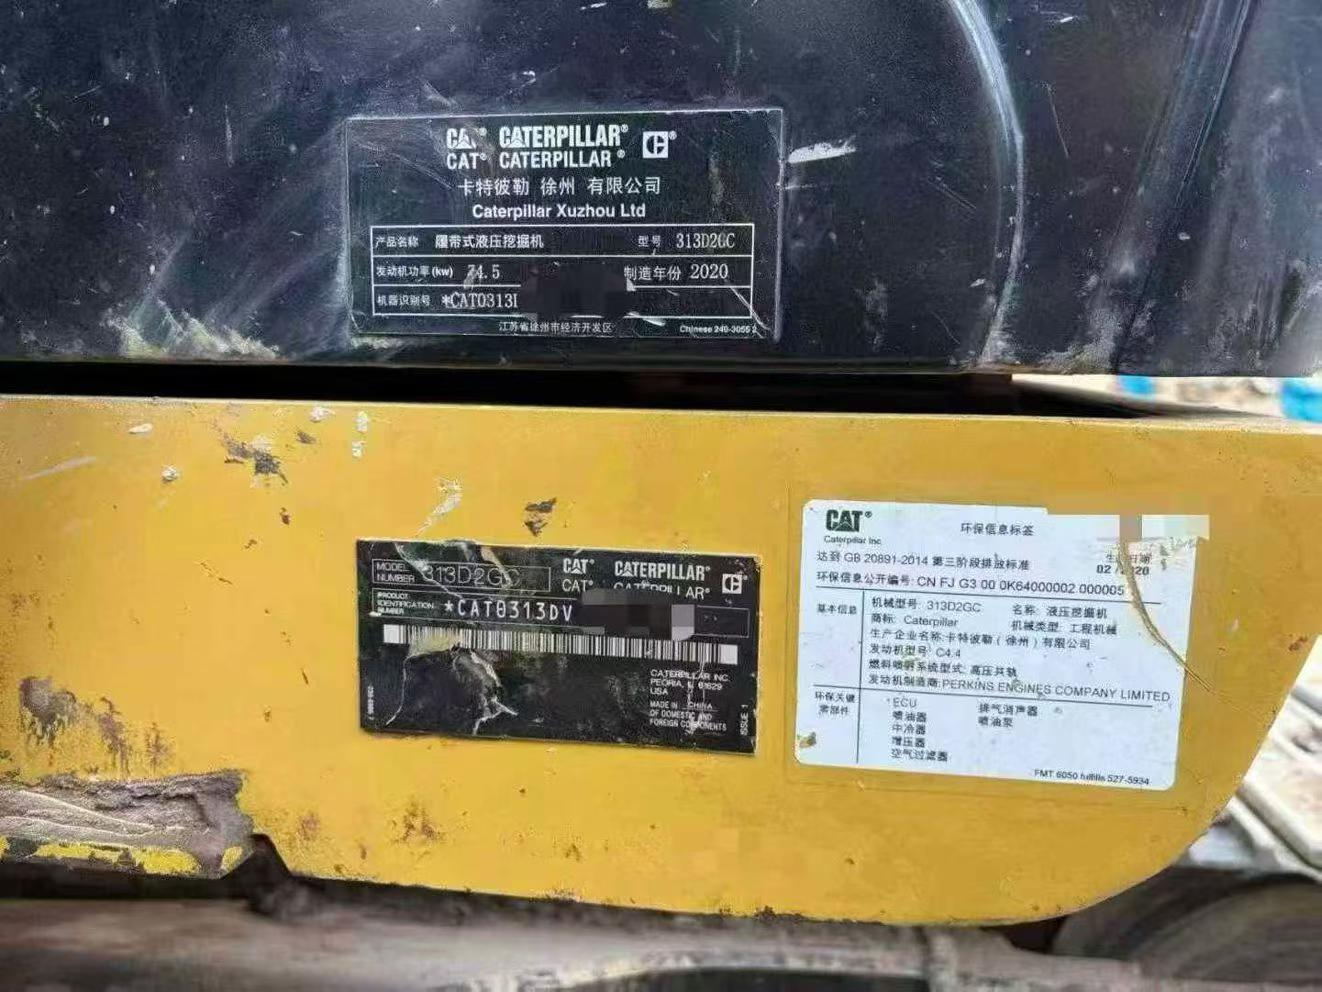 CAT® CATERPILLAR® C®
CAT® CATERPILLAR®
卡特彼勒 徐州 有限公司
Caterpillar Xuzhou Ltd
产品名称 履带式液压挖掘机 型号 313D2GC
发动机功率(kw) 74.5 制造年份 2020
机器识别号 *CAT0313
江苏省徐州市经济开发区 Chinese 240-3055 2
MODEL NUMBER 313D2GC
CAT® CATERPILLAR® C®
CAT® CATERPILLAR®
PRODUCT IDENTIFICATION NUMBER *CAT0313DV
CATERPILLAR INC.
PEORIA, IL 61629
USA
MADE IN CHINA
OF DOMESTIC AND
FOREIGN COMPONENTS
ISSUE 1
CAT®
Caterpillar Inc.
环保信息标签
达到 GB 20891-2014 第三阶段排放标准
环保信息公开编号: CN FJ G3 00 0K64000002 000005
基本信息
机械型号: 313D2GC 名称: 液压挖掘机
商标: Caterpillar 机械类型: 工程机械
生产企业名称:卡特彼勒（徐州）有限公司
发动机型号: C4.4
燃料喷射系统型式: 高压共轨
发动机制造商: PERKINS ENGINES COMPANY LIMITED
环保关键零部件
ECU 排气消声器
喷油器 喷油泵
中冷器
增压器
空气过滤器
FMT 6050 fulfills 527-5934